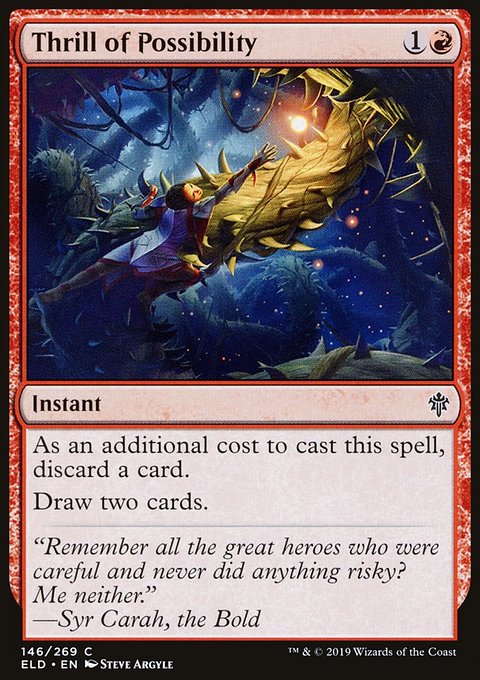 Thrill of Possibility 1
Instant
As an additional cost to cast this spell,
discard a card.
Draw two cards.
“Remember all the great heroes who were
careful and never did anything risky?
Me neither.”
—Syr Carah, the Bold
146/269 C
ELD • EN Steve Argyle
™ & © 2019 Wizards of the Coast